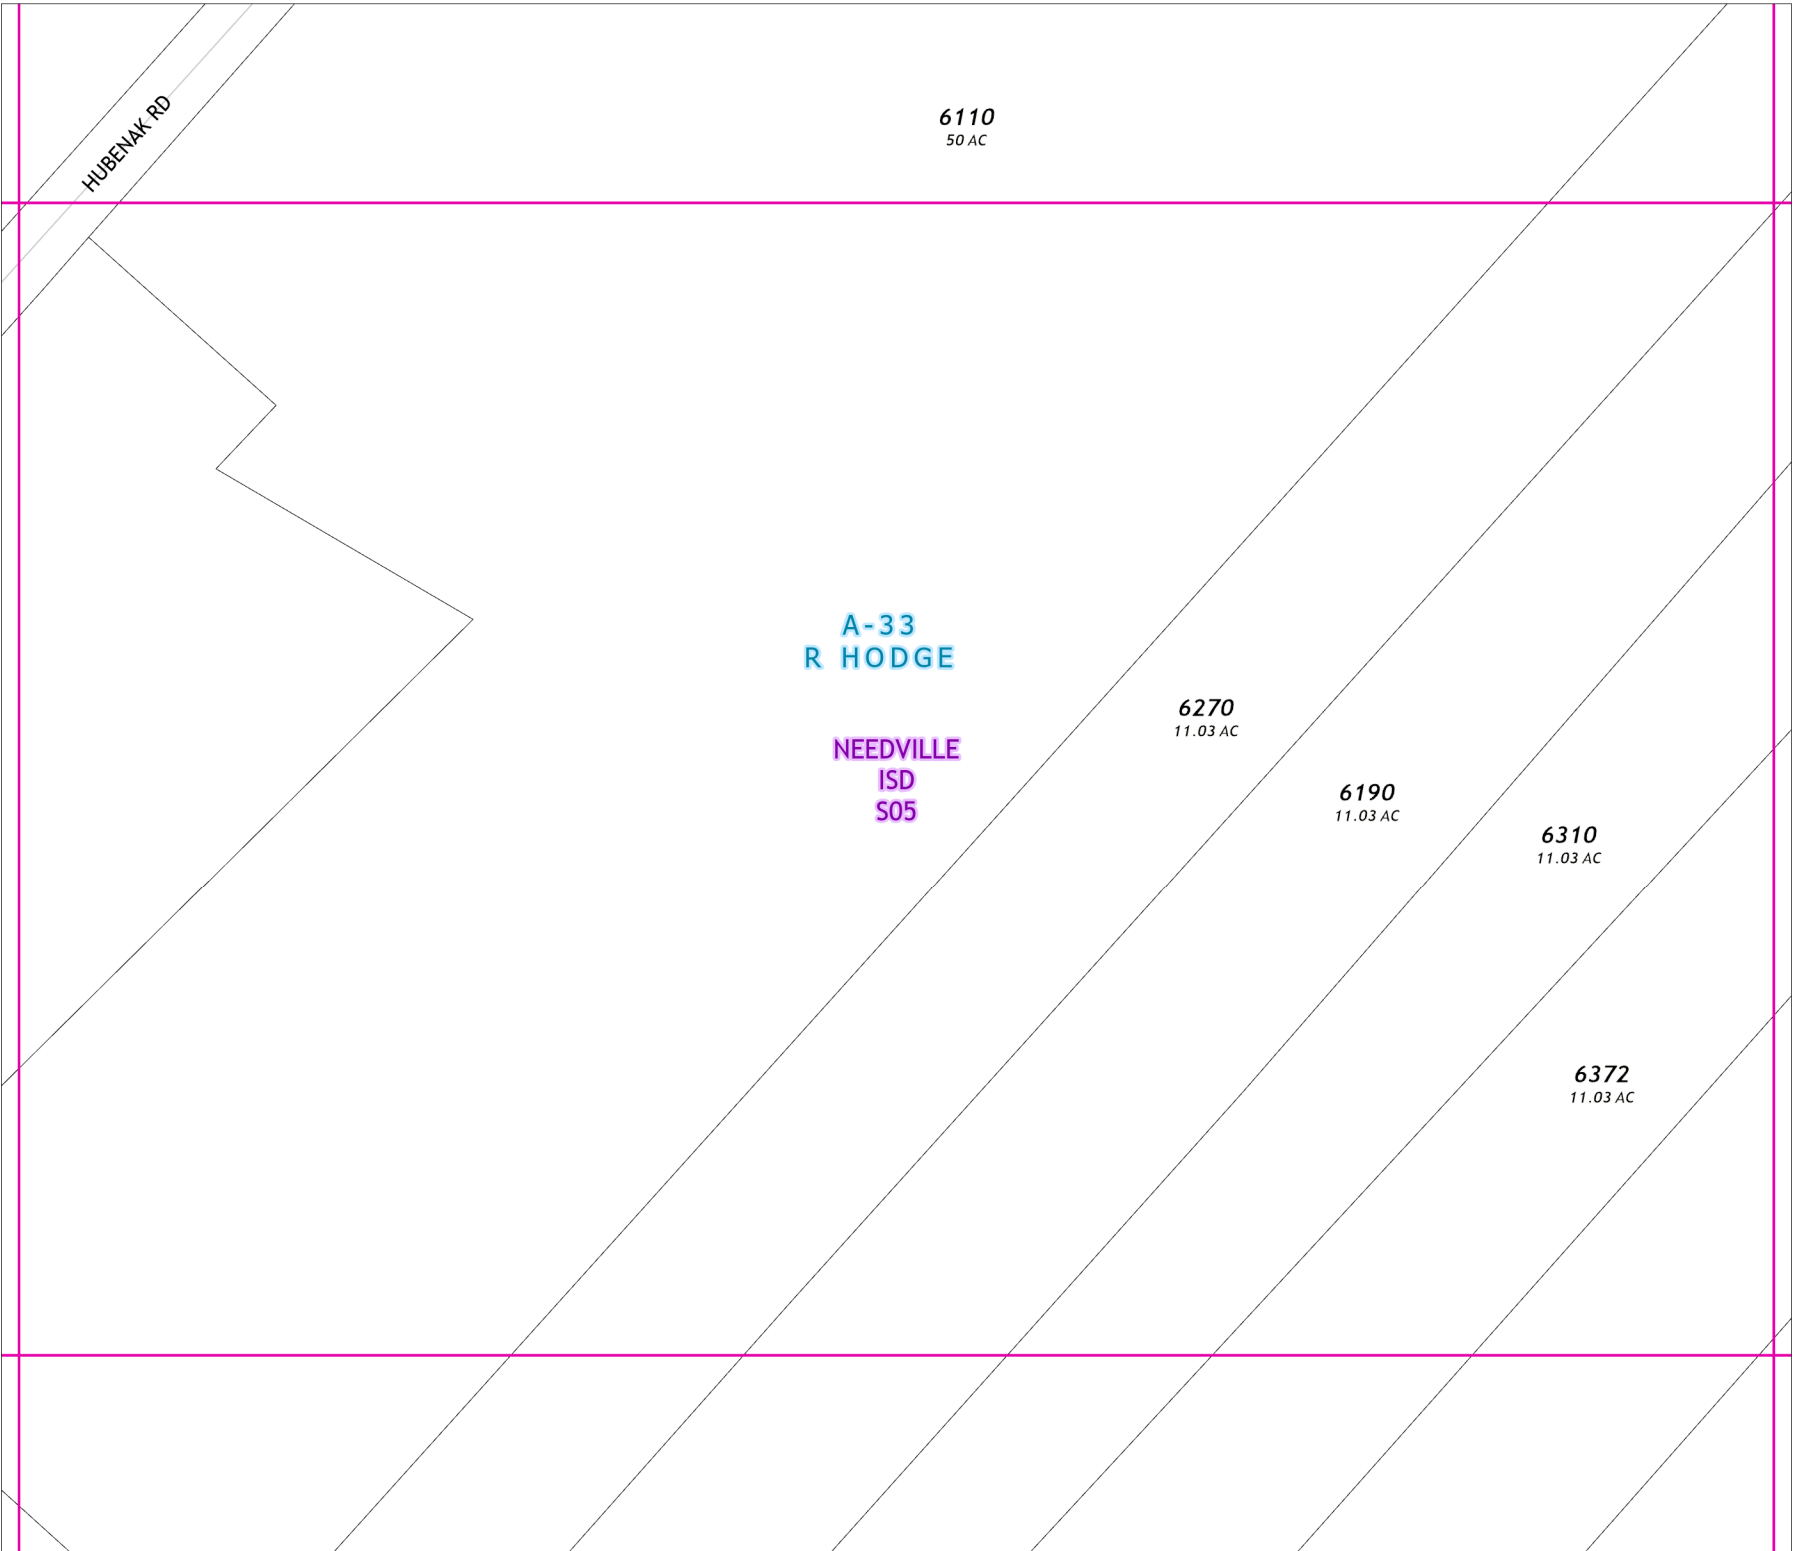 HUBENAK RD
6110
50 AC
A-33
R HODGE
NEEDVILLE
ISD
S05
6270
11.03 AC
6190
11.03 AC
6310
11.03 AC
6372
11.03 AC